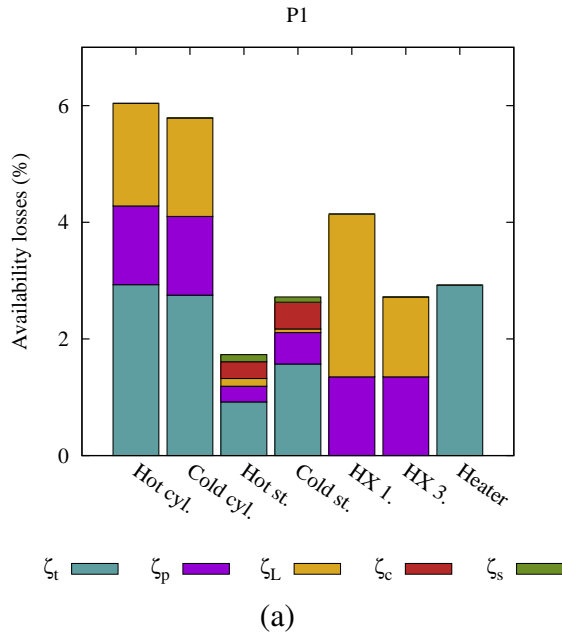 P1
Availability losses (%)
6
4
2
0
Hot cyl.
Cold cyl.
Hot st.
Cold st.
HX 1.
HX 3.
Heater
ζt ζp ζL ζc ζs
(a)